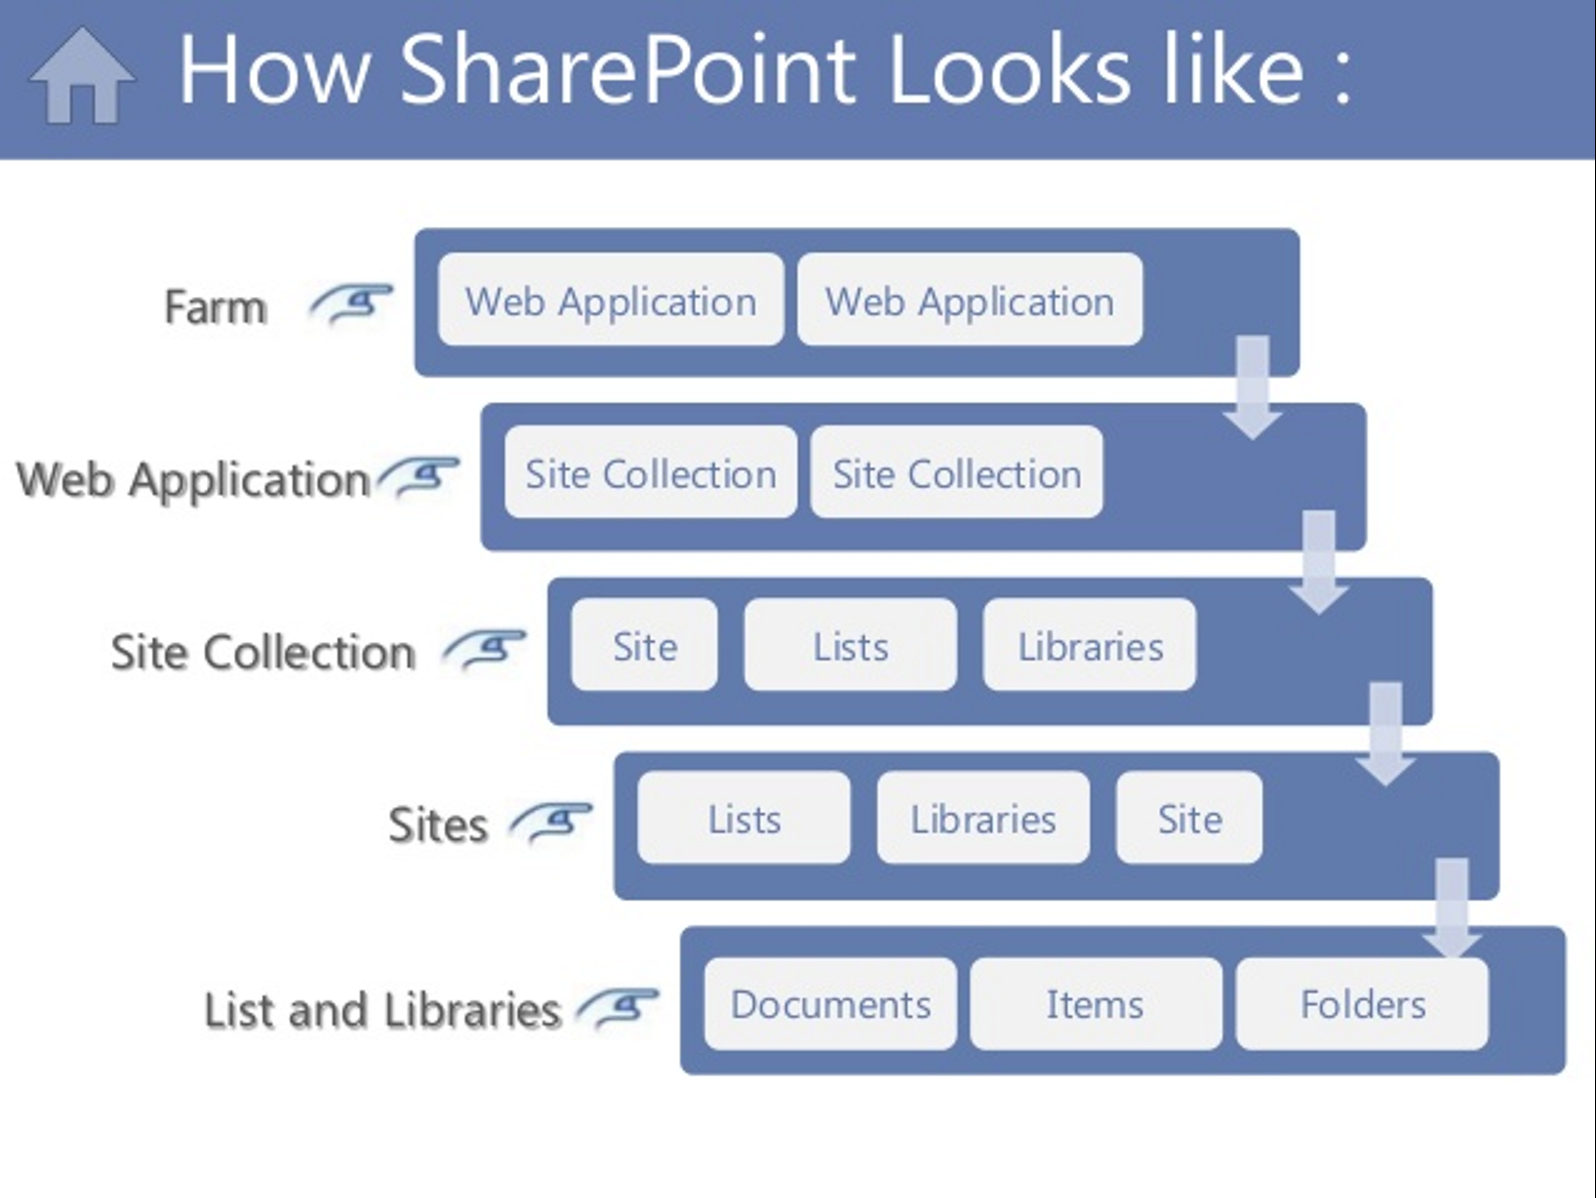 How SharePoint Looks like :
Farm
Web Application
Web Application
Web Application
Site Collection
Site Collection
Site Collection
Site
Lists
Libraries
Sites
Lists
Libraries
Site
List and Libraries
Documents
Items
Folders